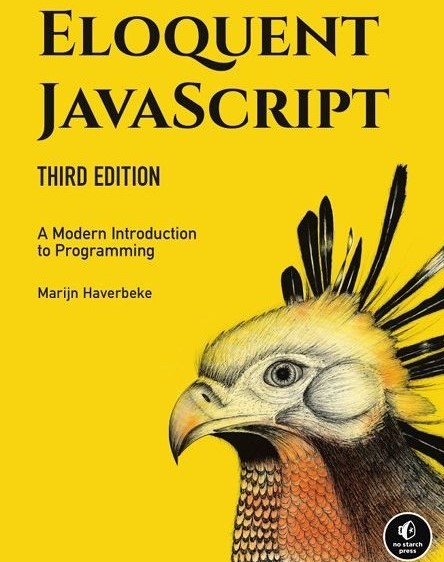 ELOQUENT
JAVASCRIPT
THIRD EDITION
A Modern Introduction
to Programming
Marijn Haverbeke
no starch
press